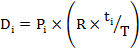 Dᵢ = Pᵢ × (R × tᵢ/T)